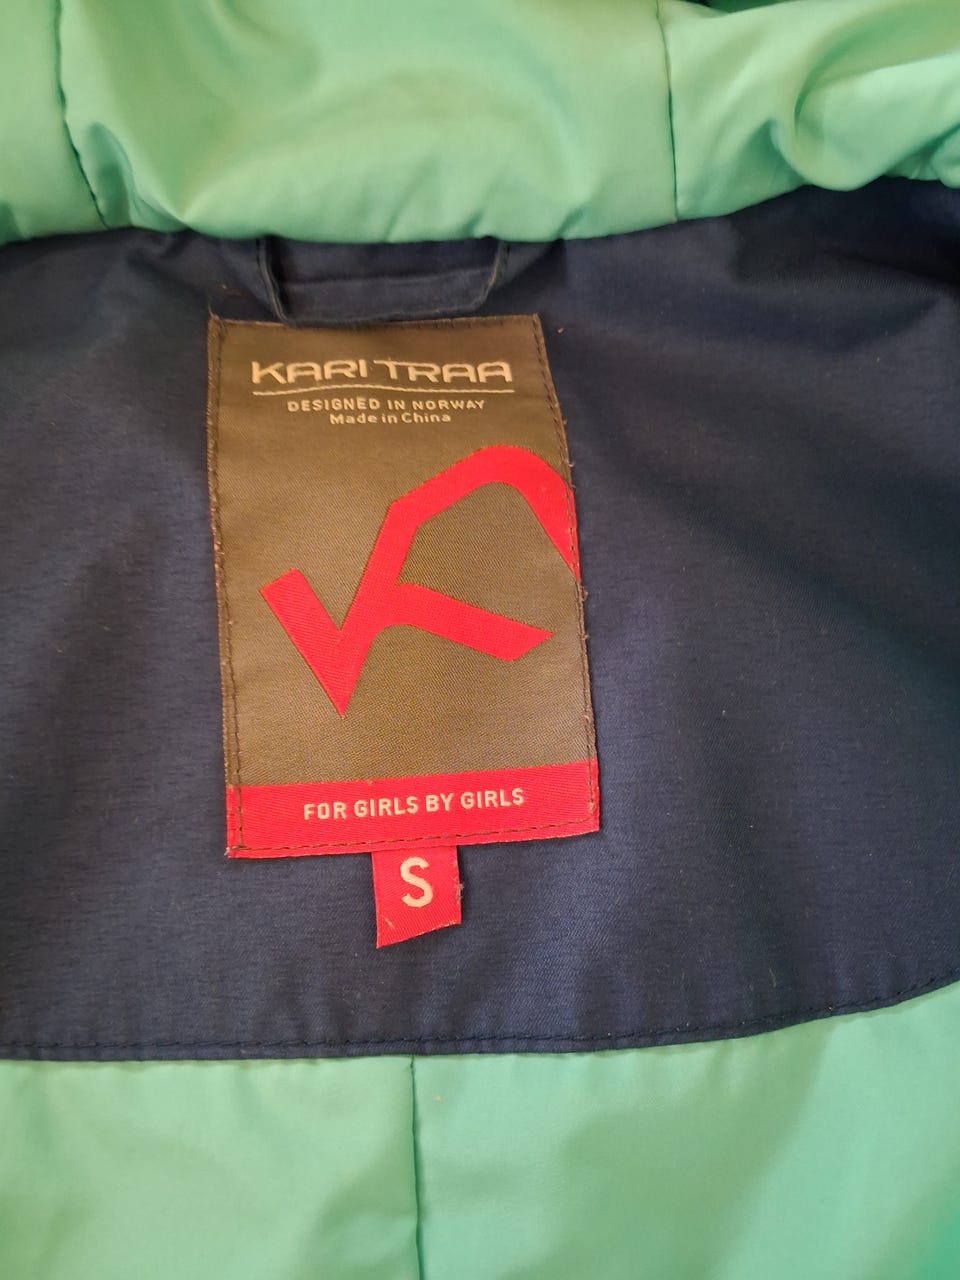 KARI TRAA
DESIGNED IN NORWAY
Made in China
FOR GIRLS BY GIRLS
S